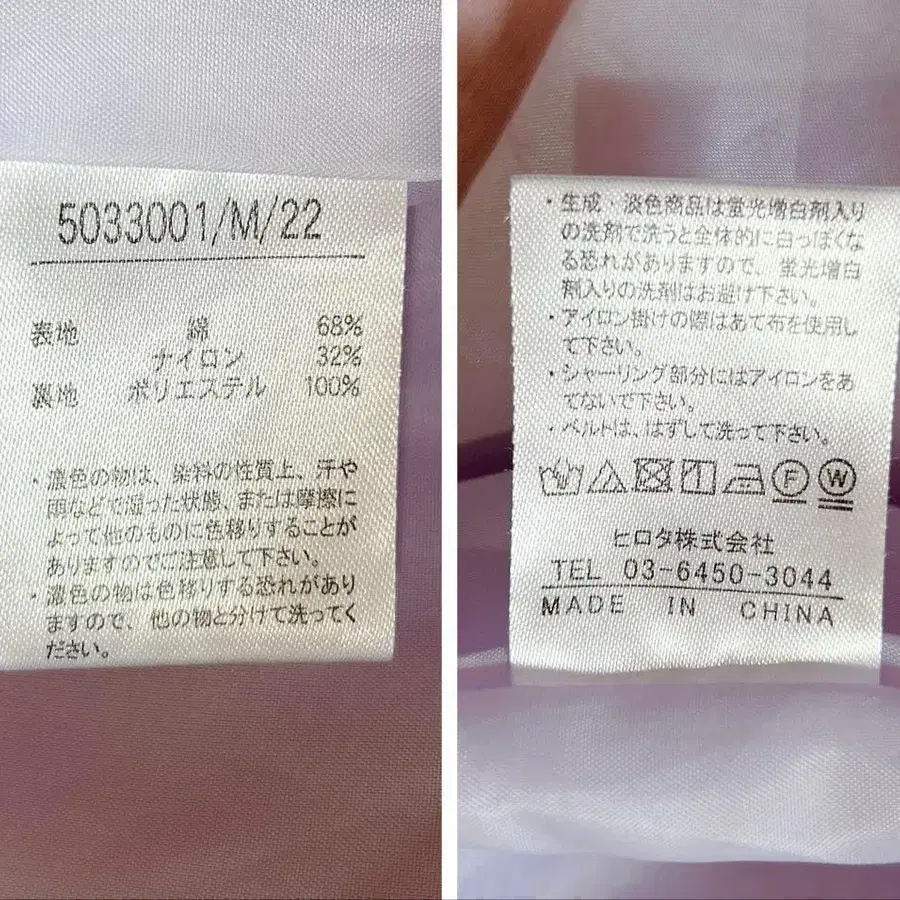 5033001/M/22
表地 綿 68%
ナイロン 32%
裏地 ポリエステル 100%
・濃色の物は、染料の性質上、汗や
雨などで湿った状態、または摩擦に
よって他のものに色移りすることが
ありますのでご注意して下さい。
・濃色の物は色移りする恐れがあり
ますので、他の物と分けて洗ってく
ださい。
・生成・淡色商品は蛍光増白剤入り
の洗剤で洗うと全体的に白っぽくな
る恐れがありますので、蛍光増白
剤入りの洗剤はお避け下さい。
・アイロン掛けの際はあて布を使用し
て下さい。
・シャーリング部分にはアイロンをあ
てないで下さい。
・ベルトは、はずして洗って下さい。
F W
ヒロタ株式会社
TEL 03-6450-3044
MADE IN CHINA